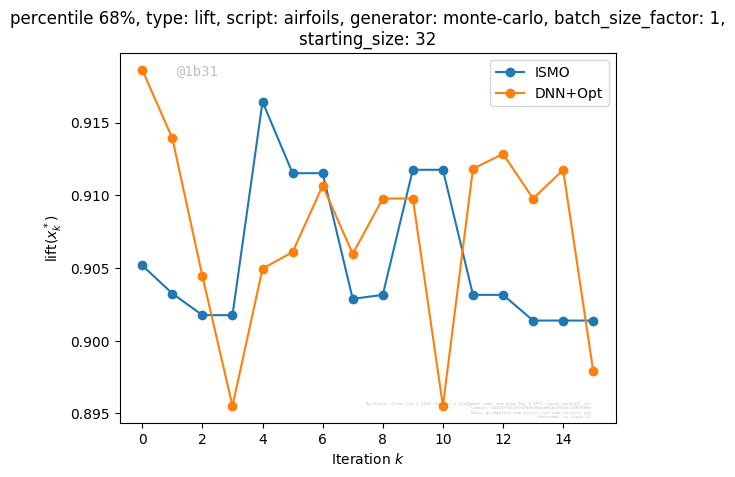 percentile 68%, type: lift, script: airfoils, generator: monte-carlo, batch_size_factor: 1,
starting_size: 32
@1b31
ISMO
DNN+Opt
0.915
0.910
0.905
0.900
0.895
lift(x*k)
0 2 4 6 8 10 12 14
Iteration k